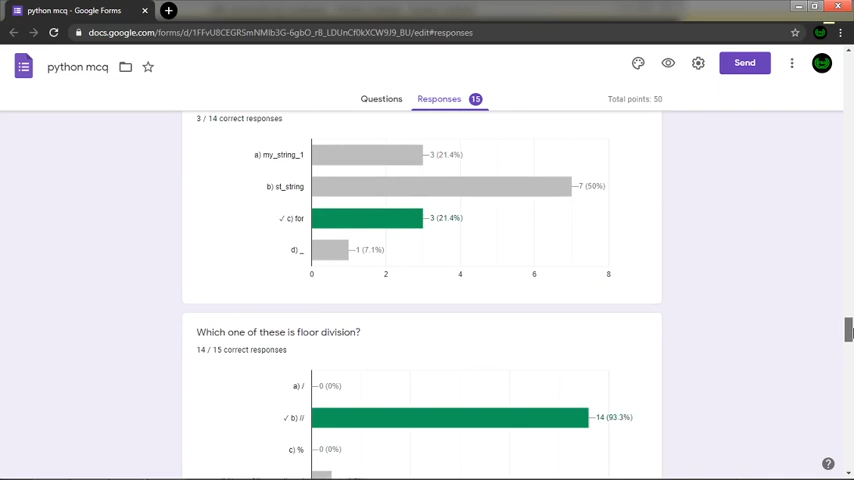 python mcq - Google Forms
docs.google.com/forms/d/1FFvU8CEGRSmNMIb3G-6gbO_rB_LDUnCf0kXCW9J9_BU/edit#responses
python mcq
Send
Questions Responses 15
Total points: 50
3 / 14 correct responses
a) my_string_1
3 (21.4%)
b) st_string
7 (50%)
✓ c) for
3 (21.4%)
d) _
1 (7.1%)
0 2 4 6 8
Which one of these is floor division?
14 / 15 correct responses
a) /
0 (0%)
✓ b) //
14 (93.3%)
c) %
0 (0%)